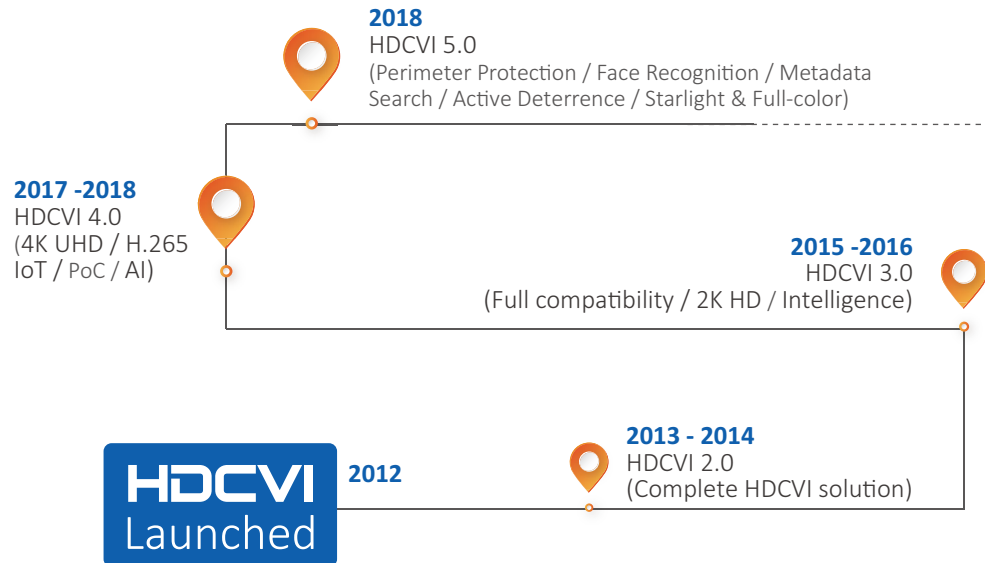 2018
HDCVI 5.0
(Perimeter Protection / Face Recognition / Metadata
Search / Active Deterrence / Starlight & Full-color)
2017 -2018
HDCVI 4.0
(4K UHD / H.265
IoT / PoC / AI)
2015 -2016
HDCVI 3.0
(Full compatibility / 2K HD / Intelligence)
2013 - 2014
HDCVI 2.0
(Complete HDCVI solution)
HDCVI
Launched
2012